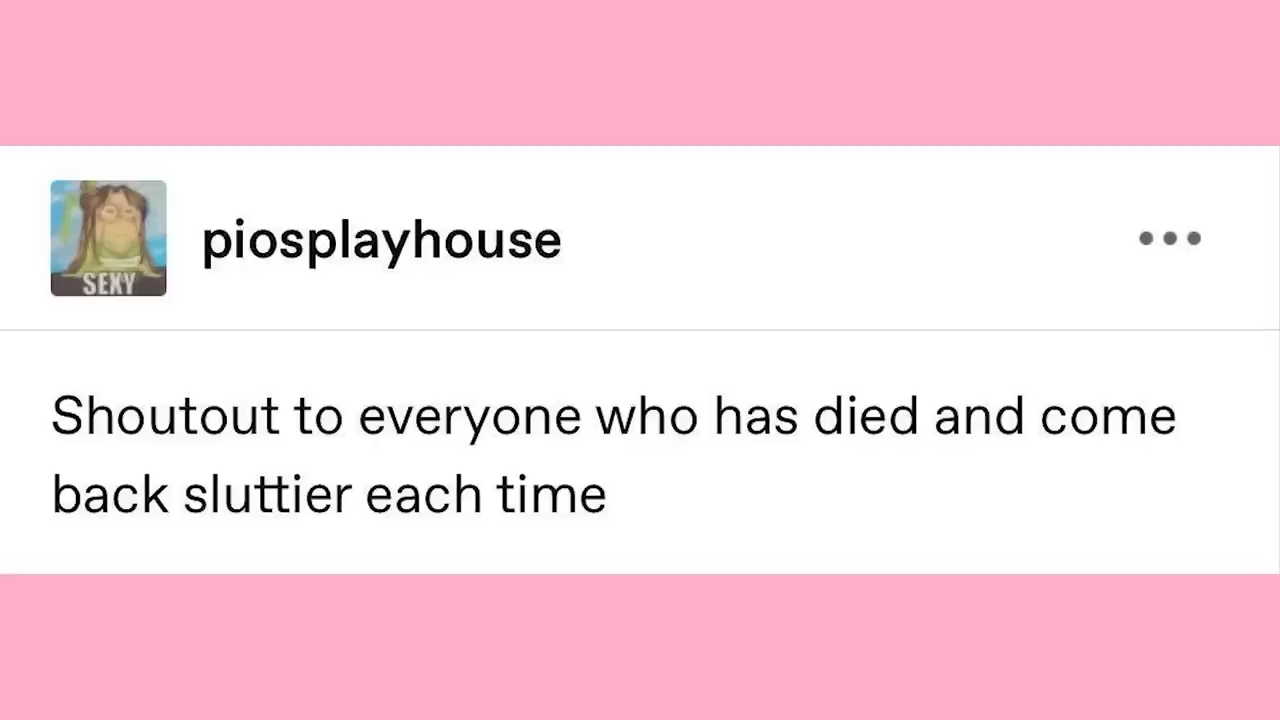 SEXY
piosplayhouse
Shoutout to everyone who has died and come
back sluttier each time